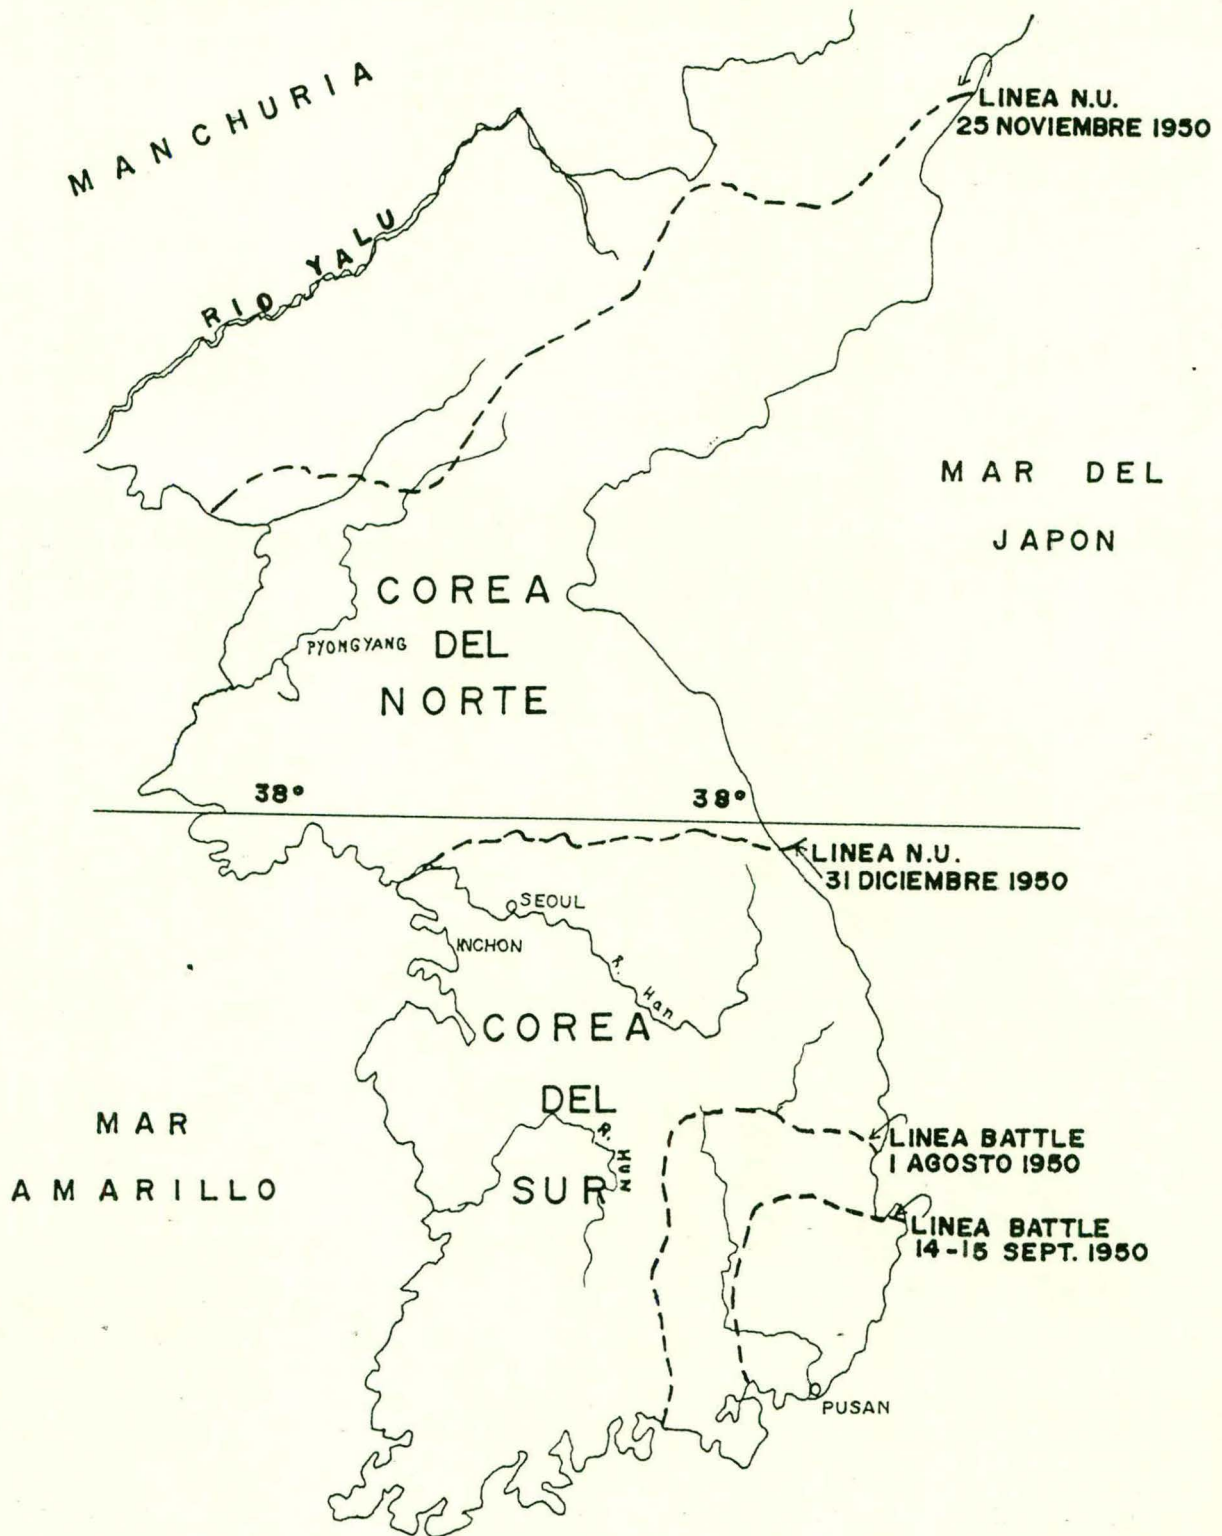 MANCHURIA
LINEA N.U.
25 NOVIEMBRE 1950
RIO YALU
MAR DEL
JAPON
COREA
DEL
NORTE
PYONGYANG
38°
38°
LINEA N.U.
31 DICIEMBRE 1950
SEOUL
INCHON
R. Han
COREA
DEL
SUR
MAR
AMARILLO
R. KUN
LINEA BATTLE
1 AGOSTO 1950
LINEA BATTLE
14-15 SEPT. 1950
PUSAN